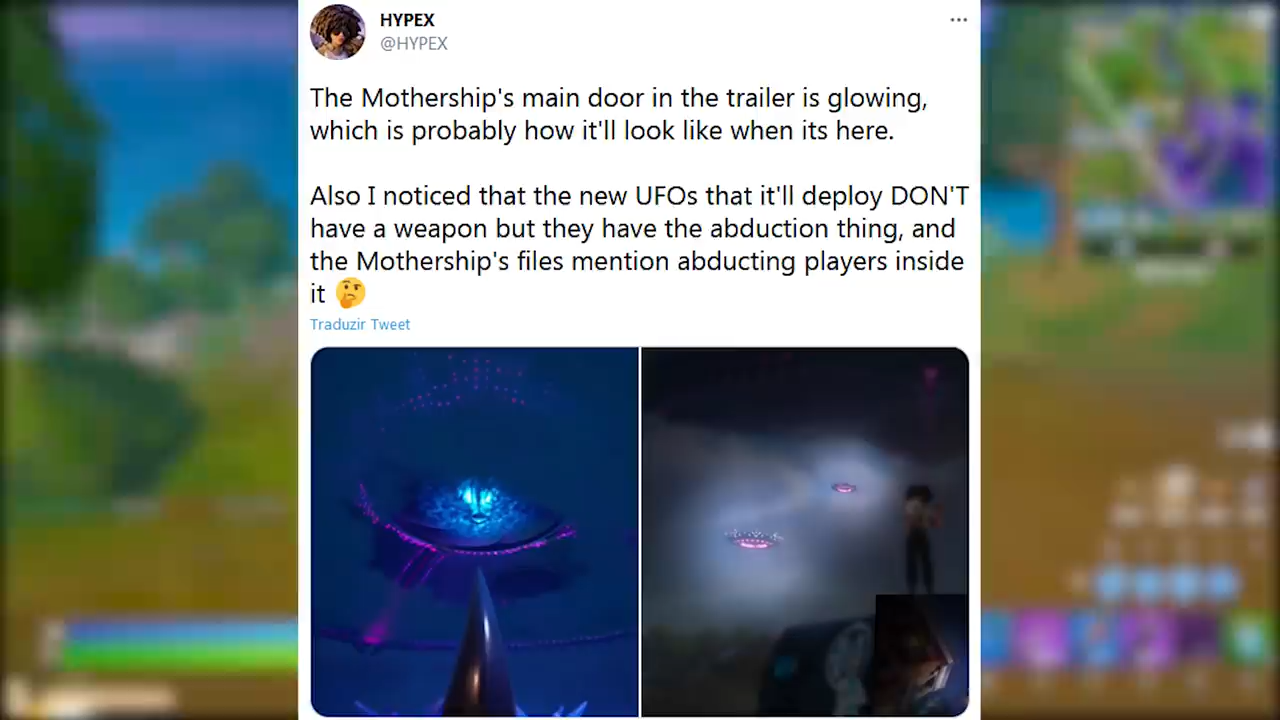 HYPEX
@HYPEX
The Mothership's main door in the trailer is glowing,
which is probably how it'll look like when its here.
Also I noticed that the new UFOs that it'll deploy DON'T
have a weapon but they have the abduction thing, and
the Mothership's files mention abducting players inside
it 🤔
Traduzir Tweet